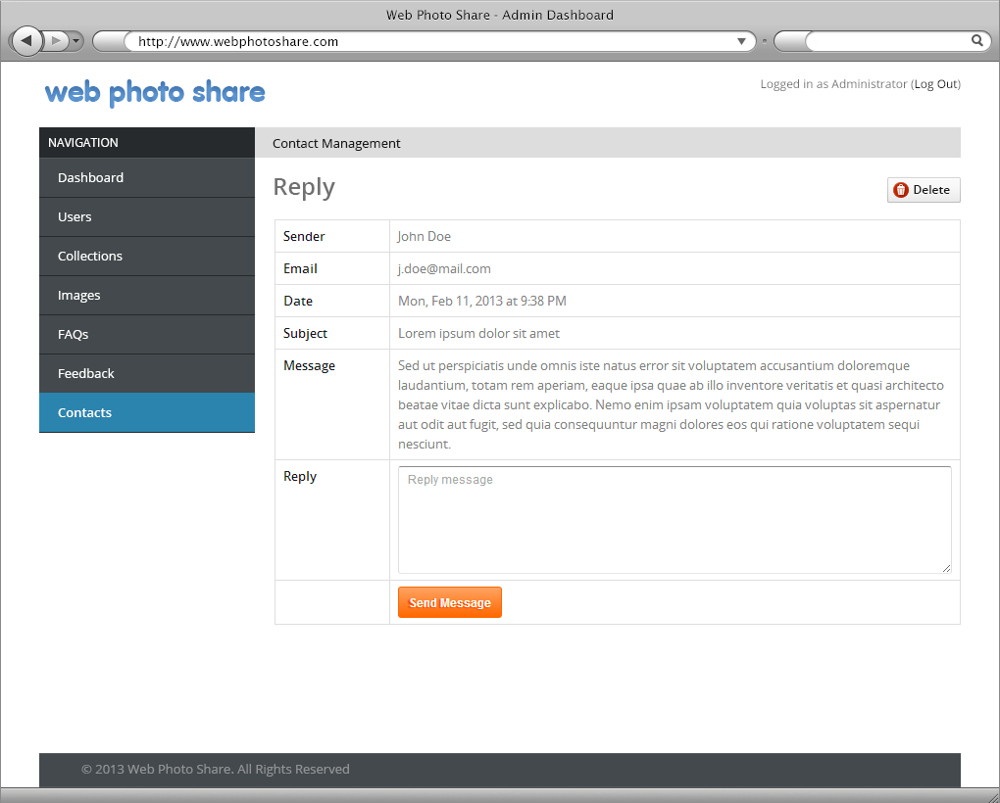 Web Photo Share - Admin Dashboard
http://www.webphotoshare.com
web photo share
Logged in as Administrator (Log Out)
NAVIGATION
Dashboard
Users
Collections
Images
FAQs
Feedback
Contacts
Contact Management
Reply
Delete
Sender John Doe
Email j.doe@mail.com
Date Mon, Feb 11, 2013 at 9:38 PM
Subject Lorem ipsum dolor sit amet
Message Sed ut perspiciatis unde omnis iste natus error sit voluptatem accusantium doloremque
laudantium, totam rem aperiam, eaque ipsa quae ab illo inventore veritatis et quasi architecto
beatae vitae dicta sunt explicabo. Nemo enim ipsam voluptatem quia voluptas sit aspernatur
aut odit aut fugit, sed quia consequuntur magni dolores eos qui ratione voluptatem sequi
nesciunt.
Reply Reply message
Send Message
© 2013 Web Photo Share. All Rights Reserved